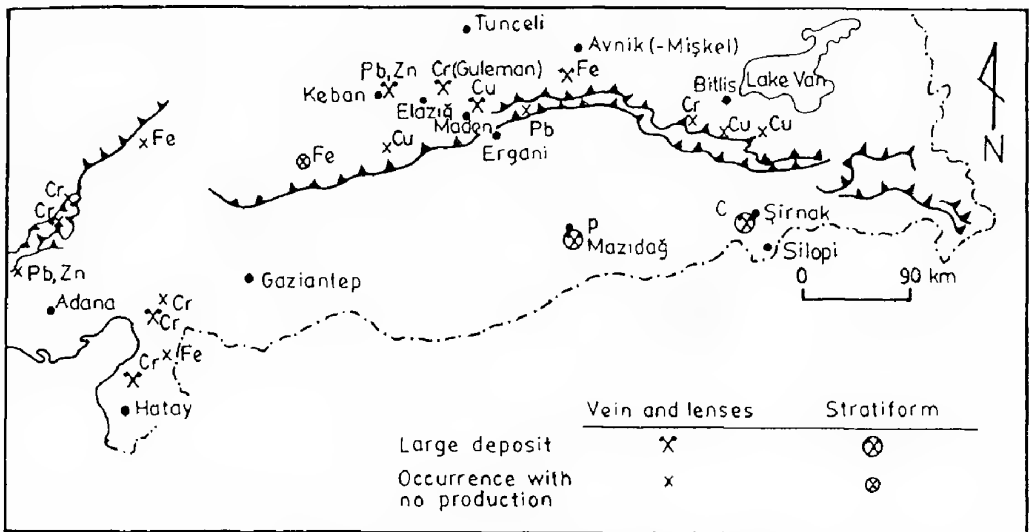 Tunceli
Avnik (-Mişkel)
Pb, Zn
Cr(Guleman)
Fe
Lake Van
Keban
Elazığ
Cu
Bitlis
Maden
Cr
Fe
Fe
Cu
Pb
Cu
Cu
Ergani
N
Cr
Cr
C
Şirnak
P
Mazıdağ
Silopi
Pb, Zn
Gaziantep
0 90 km
Adana
Cr
Cr
Cr
Fe
Hatay
Vein and lenses Stratiform
Large deposit
Occurrence with
no production